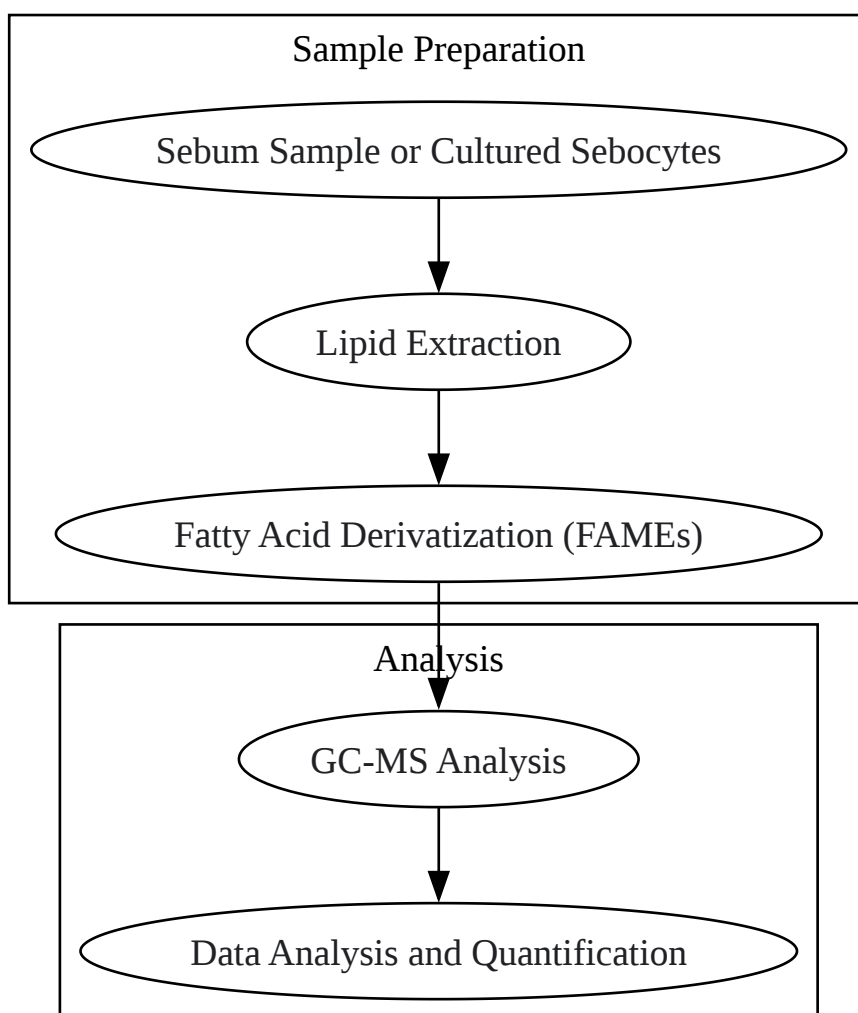 Sample Preparation
Sebum Sample or Cultured Sebocytes
Lipid Extraction
Fatty Acid Derivatization (FAMEs)
Analysis
GC-MS Analysis
Data Analysis and Quantification